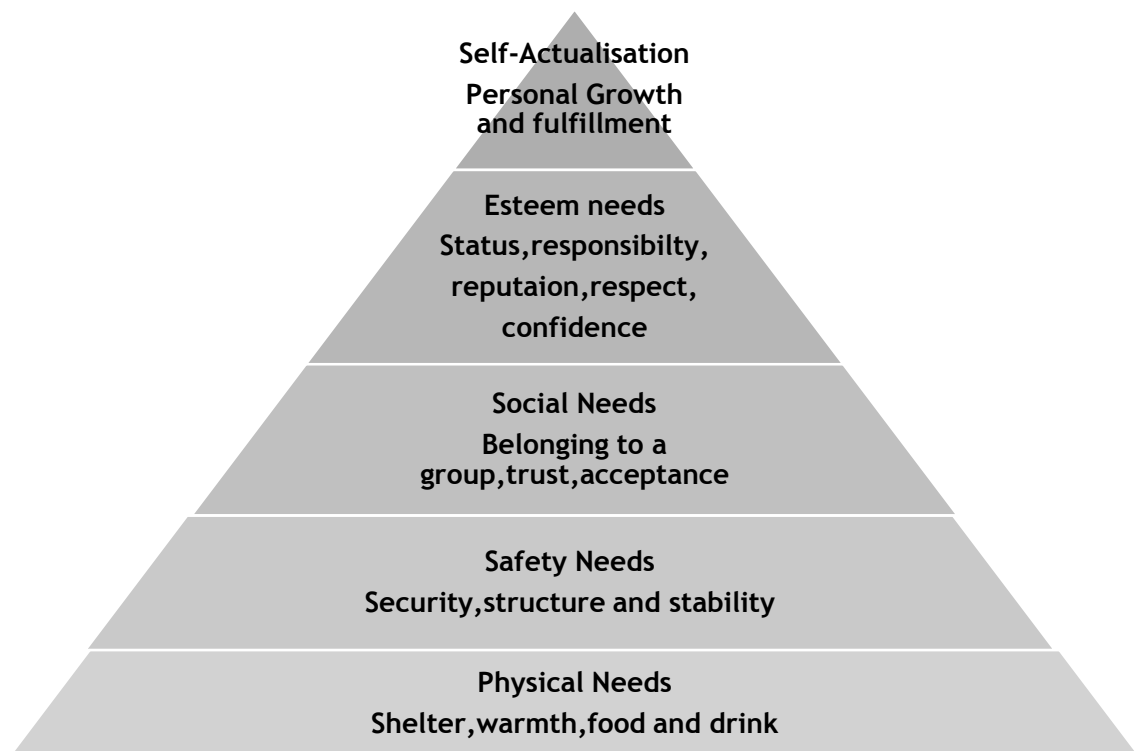 Self-Actualisation
Personal Growth
and fulfillment
Esteem needs
Status,responsibilty,
reputaion,respect,
confidence
Social Needs
Belonging to a
group,trust,acceptance
Safety Needs
Security,structure and stability
Physical Needs
Shelter,warmth,food and drink